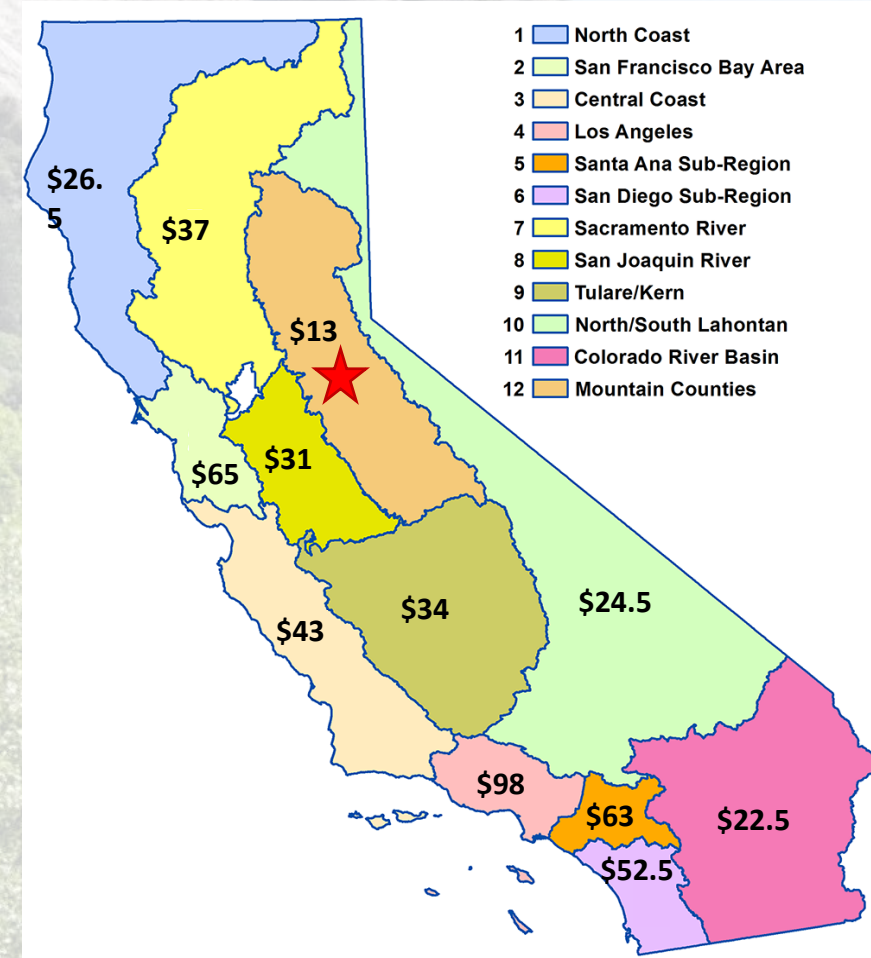 1 North Coast
2 San Francisco Bay Area
3 Central Coast
4 Los Angeles
5 Santa Ana Sub-Region
6 San Diego Sub-Region
7 Sacramento River
8 San Joaquin River
9 Tulare/Kern
10 North/South Lahontan
11 Colorado River Basin
12 Mountain Counties
$26.
5
$37
$13
$65
$31
$43
$34
$24.5
$98
$63
$22.5
$52.5